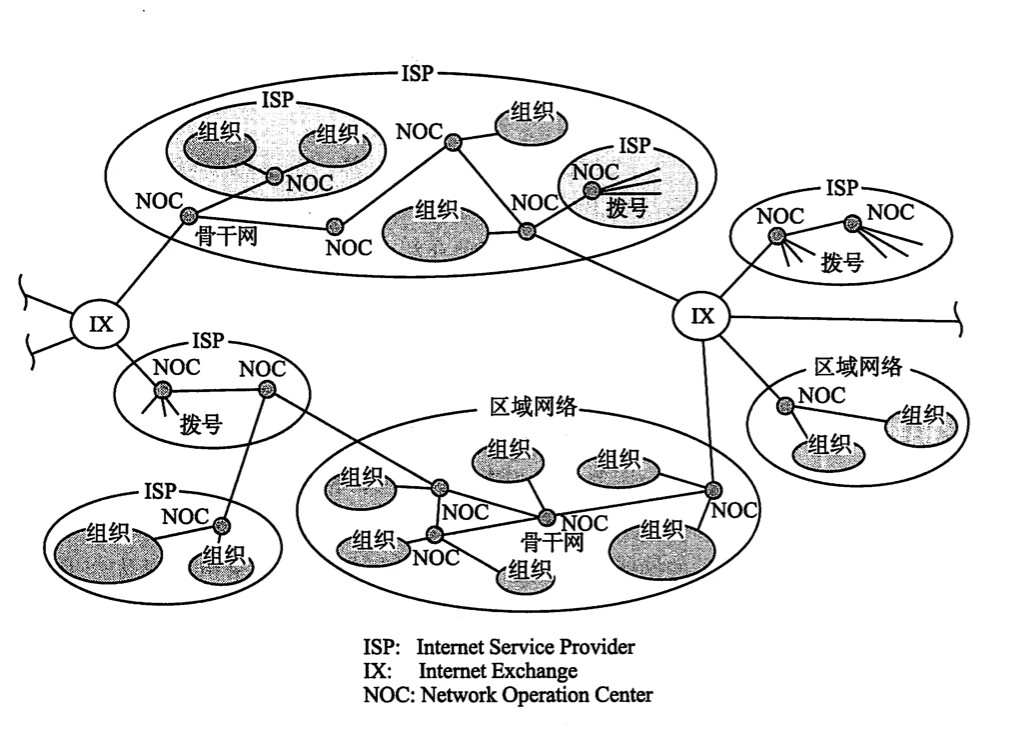 ISP
ISP
组织
组织
NOC
组织
NOC
ISP
NOC
拨号
NOC
骨干网
NOC
组织
NOC
ISP
NOC
NOC
拨号
IX
IX
ISP
NOC
NOC
拨号
区域网络
NOC
组织
组织
区域网络
组织
组织
组织
NOC
NOC
骨干网
NOC
组织
NOC
组织
组织
ISP
组织
NOC
组织
ISP: Internet Service Provider
IX: Internet Exchange
NOC: Network Operation Center